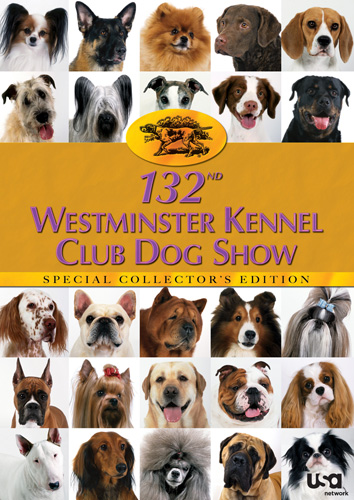 132ND
WESTMINSTER KENNEL
CLUB DOG SHOW
SPECIAL COLLECTOR'S EDITION
usa
network